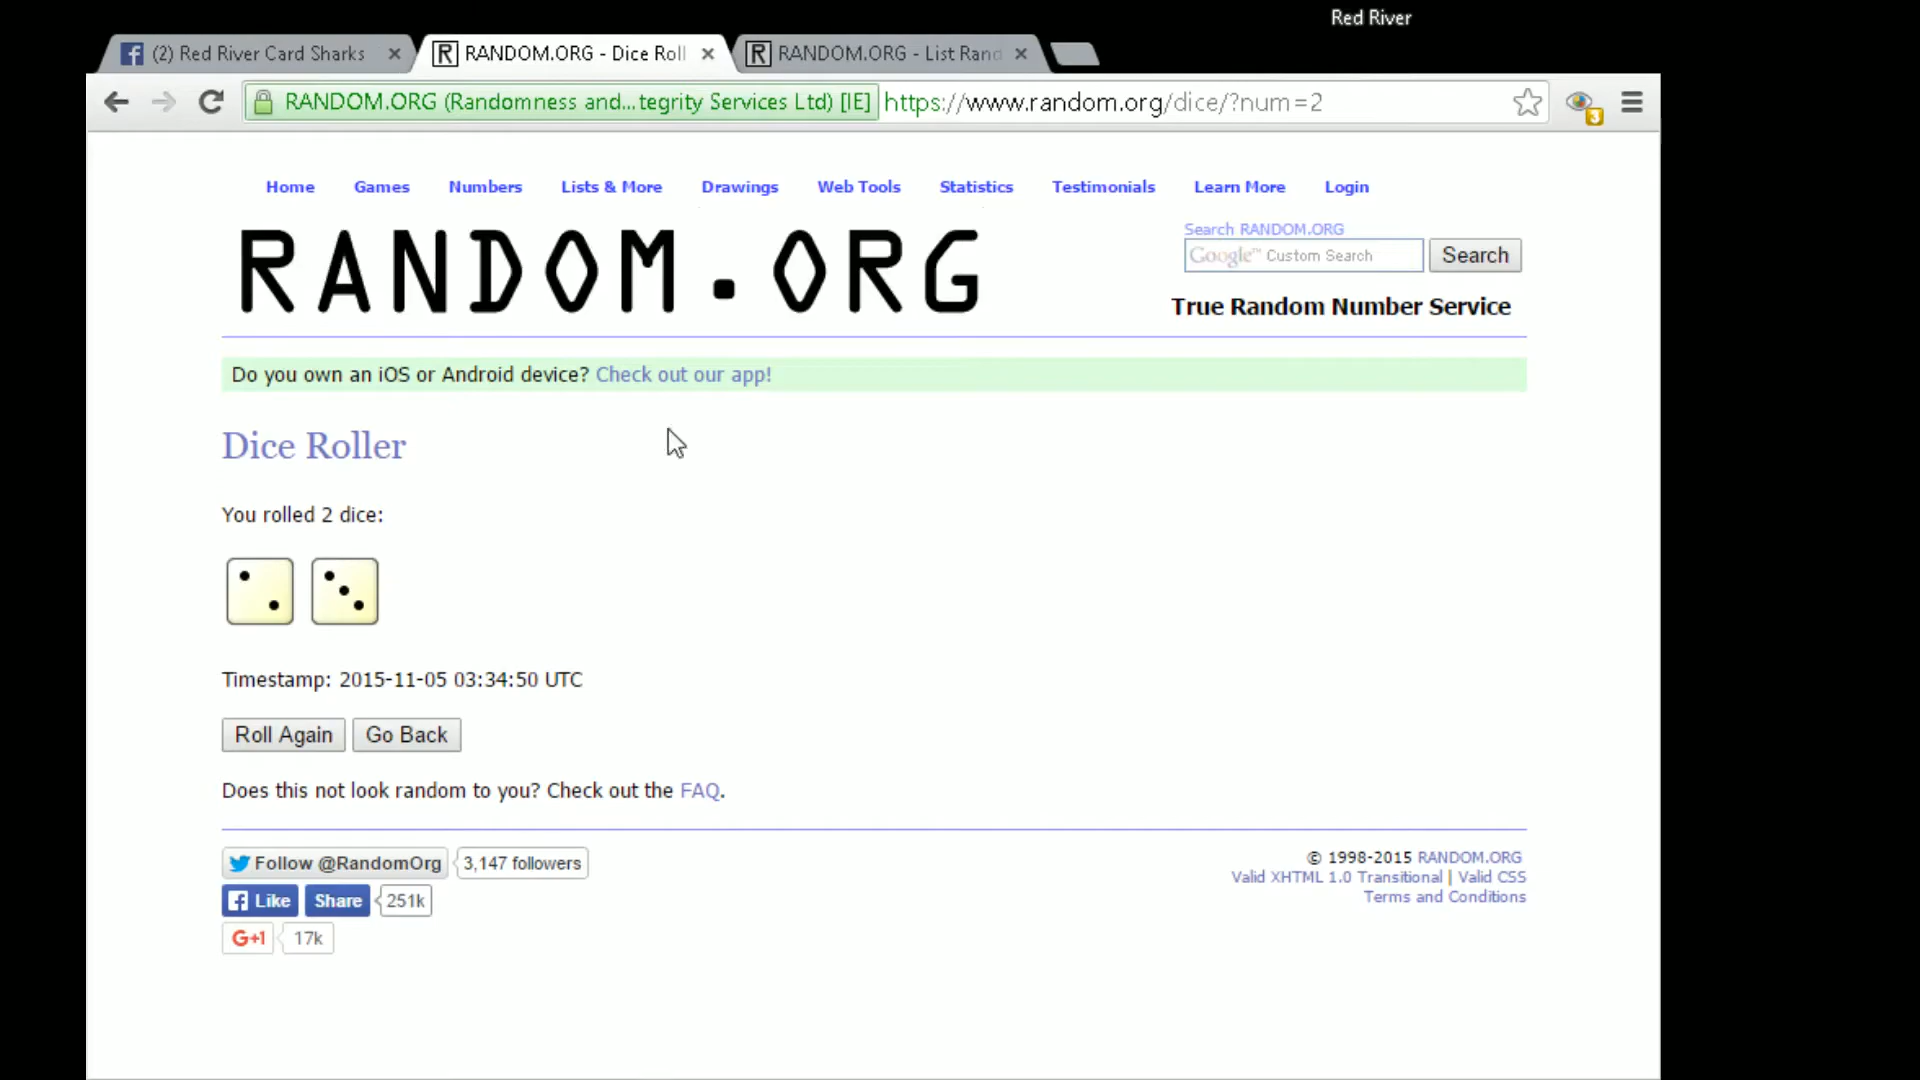 Red River
(2) Red River Card Sharks
RANDOM.ORG - Dice Roll
RANDOM.ORG - List Rand
RANDOM.ORG (Randomness and...tegrity Services Ltd) [IE] https://www.random.org/dice/?num=2
3
Home Games Numbers Lists & More Drawings Web Tools Statistics Testimonials Learn More Login
RANDOM.ORG
Search RANDOM.ORG
Google™ Custom Search Search
True Random Number Service
Do you own an iOS or Android device? Check out our app!
Dice Roller
You rolled 2 dice:
Timestamp: 2015-11-05 03:34:50 UTC
Roll Again Go Back
Does this not look random to you? Check out the FAQ.
Follow @RandomOrg 3,147 followers
Like Share 251k
G+1 17k
© 1998-2015 RANDOM.ORG
Valid XHTML 1.0 Transitional | Valid CSS
Terms and Conditions